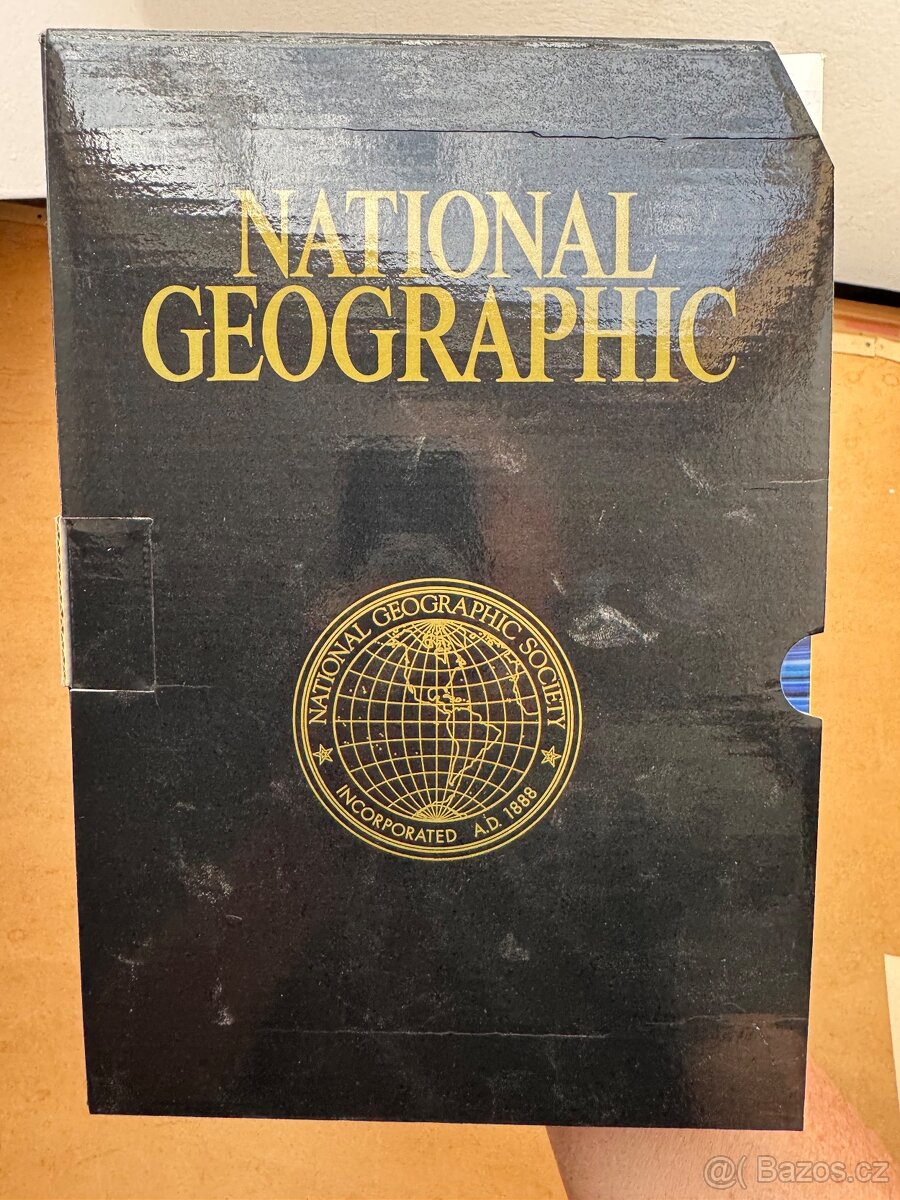 NATIONAL
GEOGRAPHIC
NATIONAL GEOGRAPHIC SOCIETY
INCORPORATED A.D. 1888
@( Bazos.cz